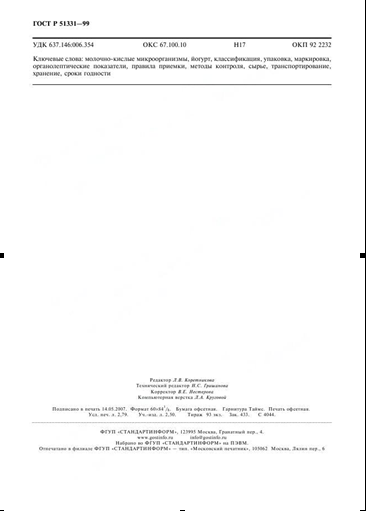 ГОСТ Р 51331—99
УДК 637.146:006.354 ОКС 67.100.10 Н17 ОКП 92 2232
Ключевые слова: молочно-кислые микроорганизмы, йогурт, классификация, упаковка, маркировка,
органолептические показатели, правила приемки, методы контроля, сырье, транспортирование,
хранение, сроки годности
Редактор Л.В. Коретникова
Технический редактор Н.С. Гришанова
Корректор В.Е. Нестерова
Компьютерная верстка Л.А. Круговой
Подписано в печать 14.05.2007. Формат 60×84 1/8. Бумага офсетная. Гарнитура Таймс. Печать офсетная.
Усл. печ. л. 2,79. Уч.-изд. л. 2,50. Тираж 93 экз. Зак. 433. С 4044.
ФГУП «СТАНДАРТИНФОРМ», 123995 Москва, Гранатный пер., 4.
www.gostinfo.ru info@gostinfo.ru
Набрано во ФГУП «СТАНДАРТИНФОРМ» на ПЭВМ.
Отпечатано в филиале ФГУП «СТАНДАРТИНФОРМ» — тип. «Московский печатник», 105062 Москва, Лялин пер., 6